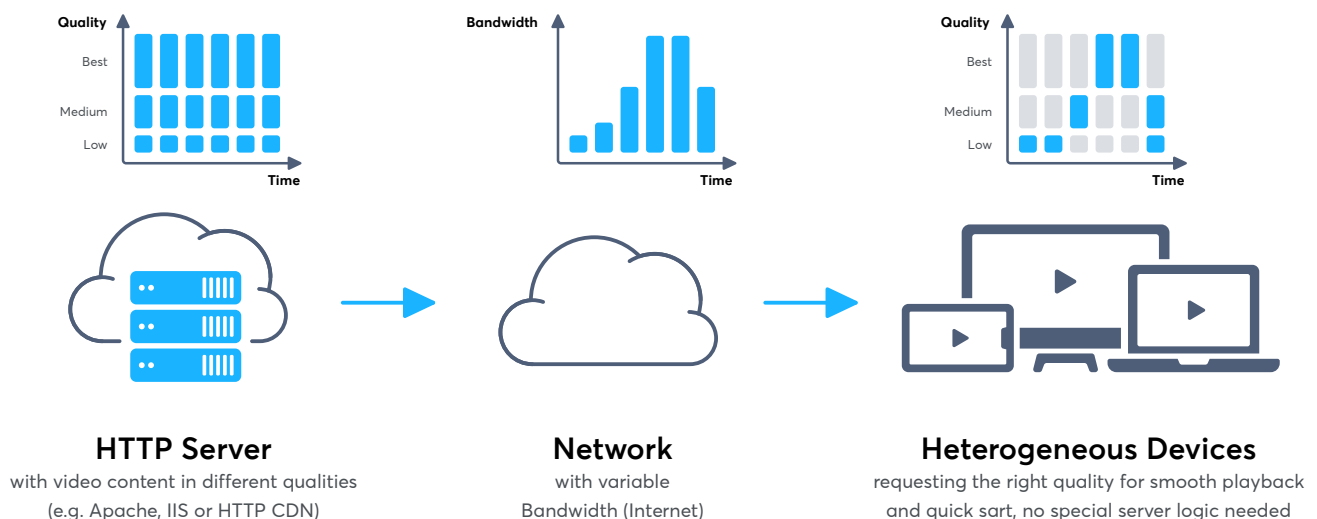 Quality
Best
Medium
Low
Time
Bandwidth
Time
Quality
Best
Medium
Low
Time
HTTP Server
with video content in different qualities
(e.g. Apache, IIS or HTTP CDN)
Network
with variable
Bandwidth (Internet)
Heterogeneous Devices
requesting the right quality for smooth playback
and quick sart, no special server logic needed